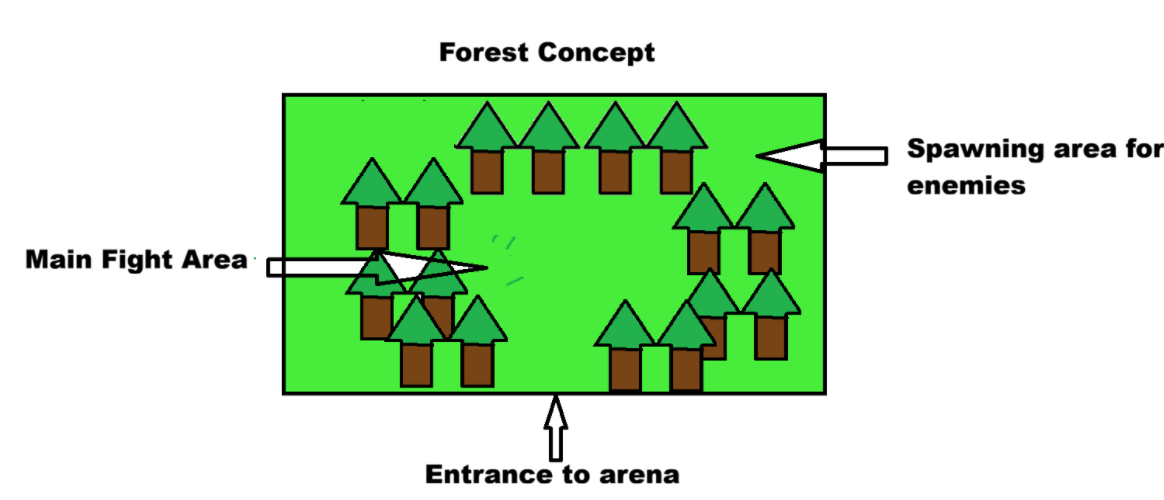 Forest Concept
Spawning area for
enemies
Main Fight Area
Entrance to arena